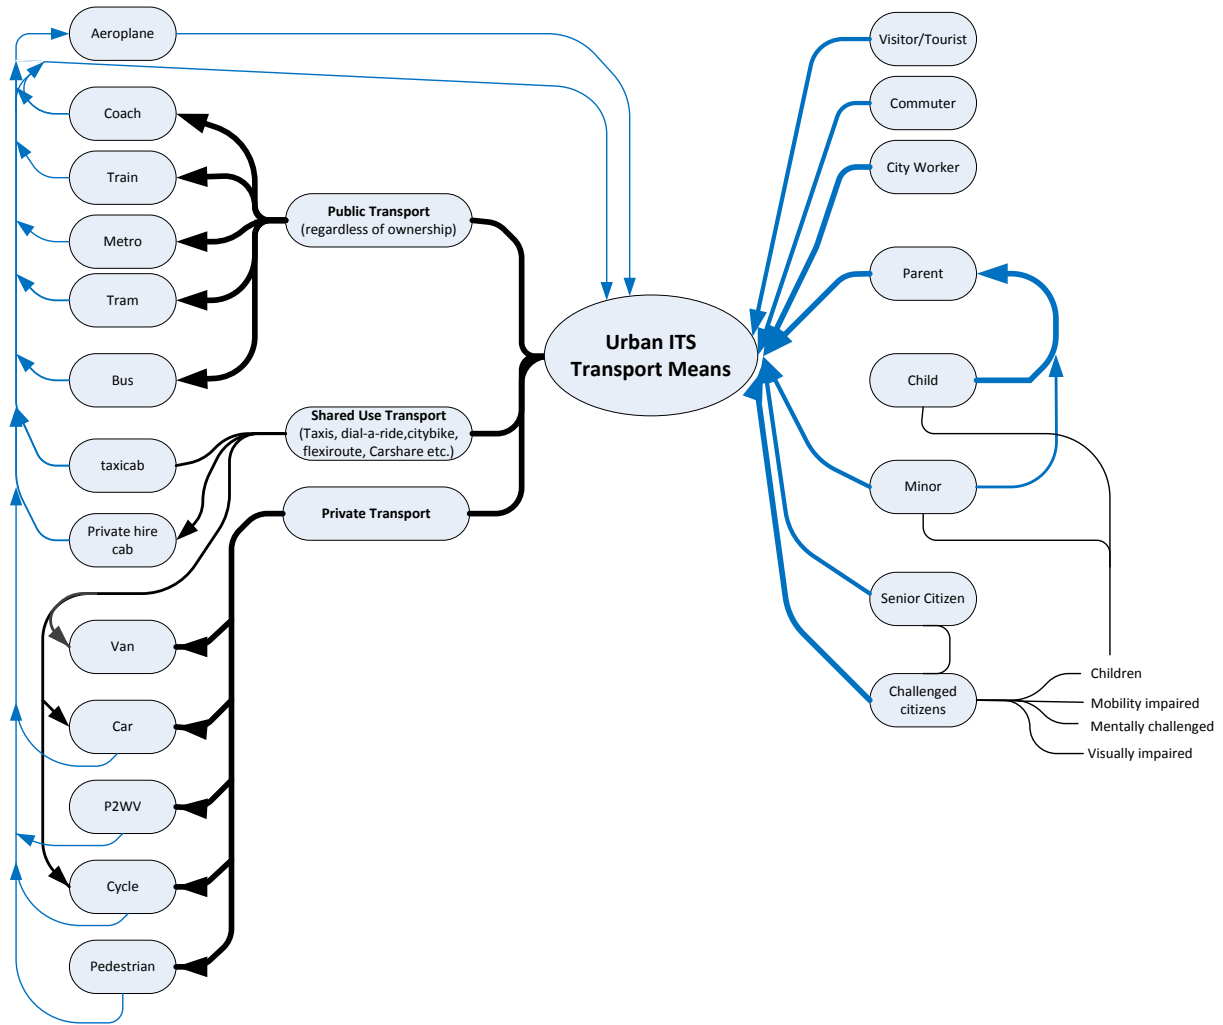 Aeroplane
Coach
Train
Metro
Tram
Bus
taxicab
Private hire
cab
Van
Car
P2WV
Cycle
Pedestrian
Public Transport
(regardless of ownership)
Shared Use Transport
(Taxis, dial-a-ride,citybike,
flexiroute, Carshare etc.)
Private Transport
Urban ITS
Transport Means
Visitor/Tourist
Commuter
City Worker
Parent
Child
Minor
Senior Citizen
Challenged
citizens
Children
Mobility impaired
Mentally challenged
Visually impaired